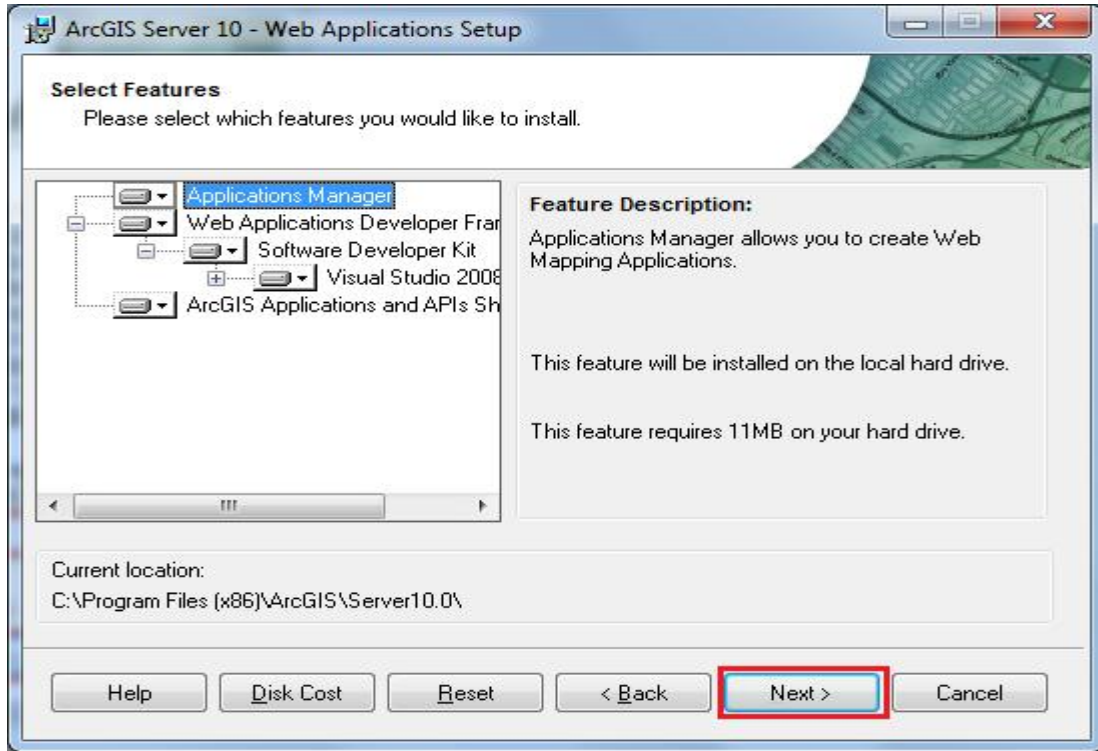 ArcGIS Server 10 - Web Applications Setup
Select Features
Please select which features you would like to install.
Applications Manager
Web Applications Developer Fram
Software Developer Kit
Visual Studio 2008
ArcGIS Applications and APIs Sh
Feature Description:
Applications Manager allows you to create Web
Mapping Applications.
This feature will be installed on the local hard drive.
This feature requires 11MB on your hard drive.
Current location:
C:\Program Files (x86)\ArcGIS\Server10.0\
Help Disk Cost Reset < Back Next > Cancel